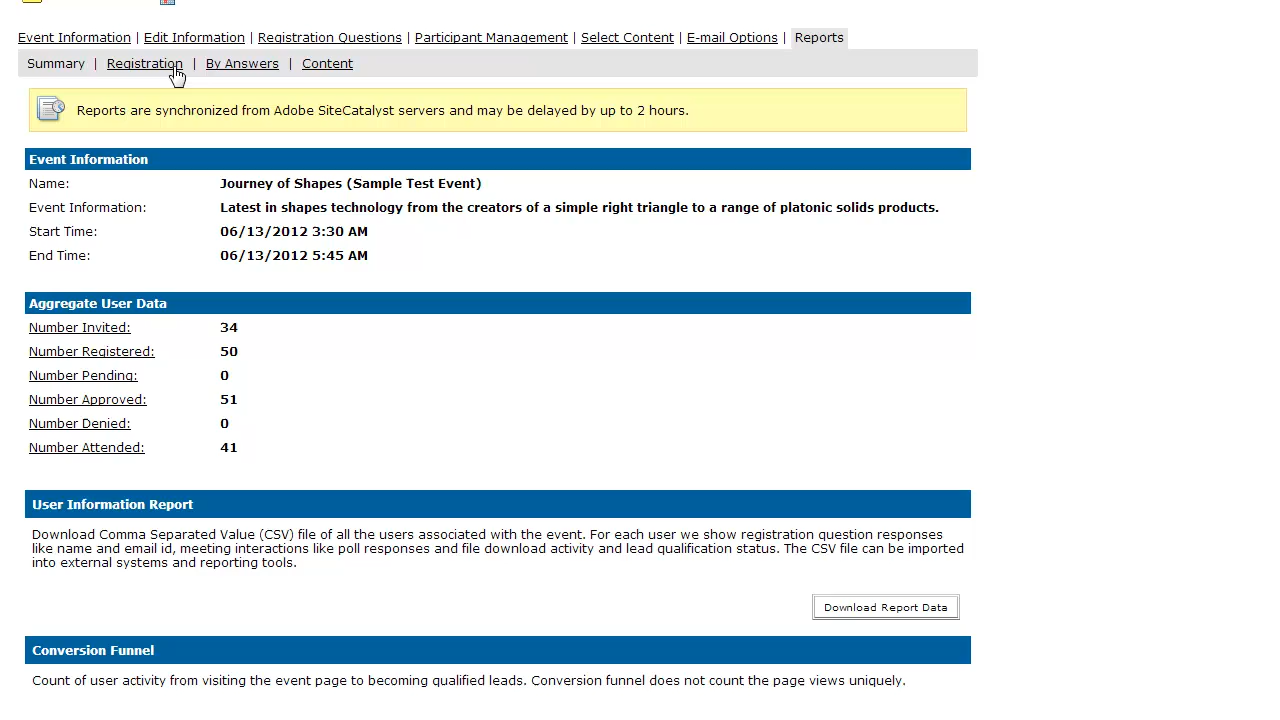 Event Information | Edit Information | Registration Questions | Participant Management | Select Content | E-mail Options | Reports
Summary | Registration | By Answers | Content
Reports are synchronized from Adobe SiteCatalyst servers and may be delayed by up to 2 hours.
Event Information
Name: Journey of Shapes (Sample Test Event)
Event Information: Latest in shapes technology from the creators of a simple right triangle to a range of platonic solids products.
Start Time: 06/13/2012 3:30 AM
End Time: 06/13/2012 5:45 AM
Aggregate User Data
Number Invited: 34
Number Registered: 50
Number Pending: 0
Number Approved: 51
Number Denied: 0
Number Attended: 41
User Information Report
Download Comma Separated Value (CSV) file of all the users associated with the event. For each user we show registration question responses
like name and email id, meeting interactions like poll responses and file download activity and lead qualification status. The CSV file can be imported
into external systems and reporting tools.
Download Report Data
Conversion Funnel
Count of user activity from visiting the event page to becoming qualified leads. Conversion funnel does not count the page views uniquely.